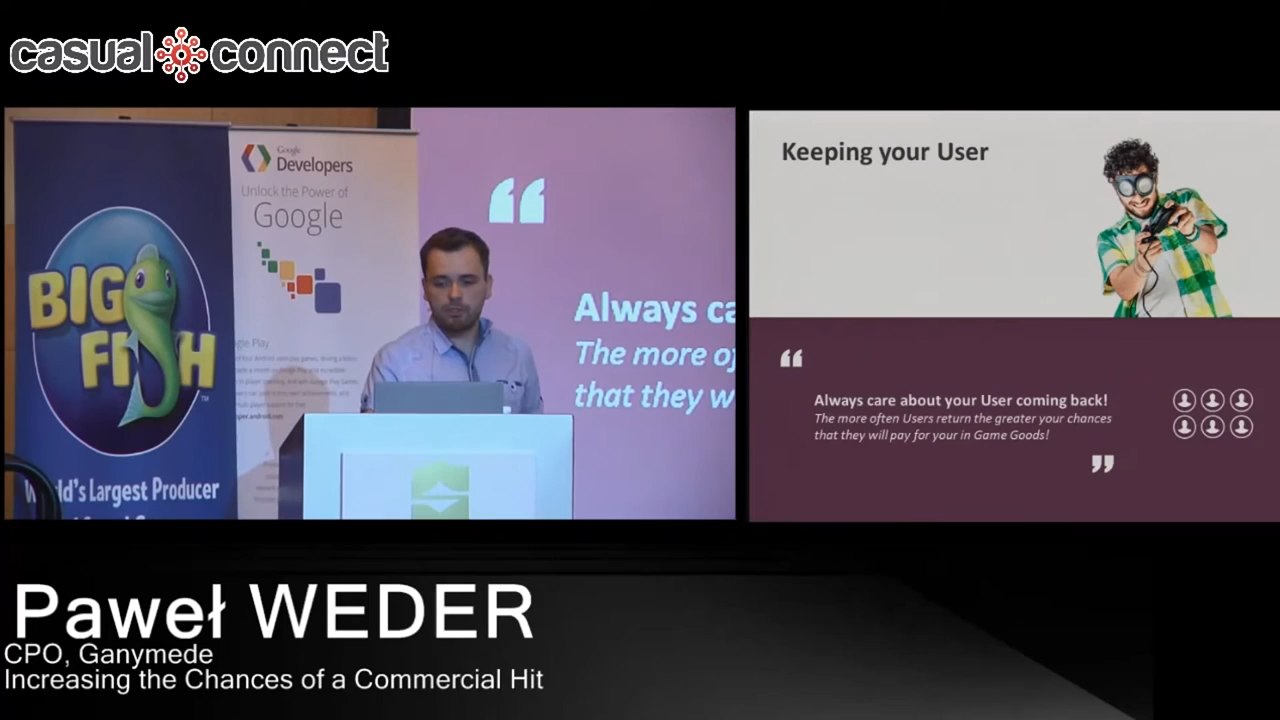 casual connect
Google
Developers
Unlock the Power of
Google
BIG
FISH
TM
World's Largest Producer
“
Always ca
The more of
that they w
Keeping your User
“
Always care about your User coming back!
The more often Users return the greater your chances
that they will pay for your in Game Goods!
”
Paweł WEDER
CPO, Ganymede
Increasing the Chances of a Commercial Hit